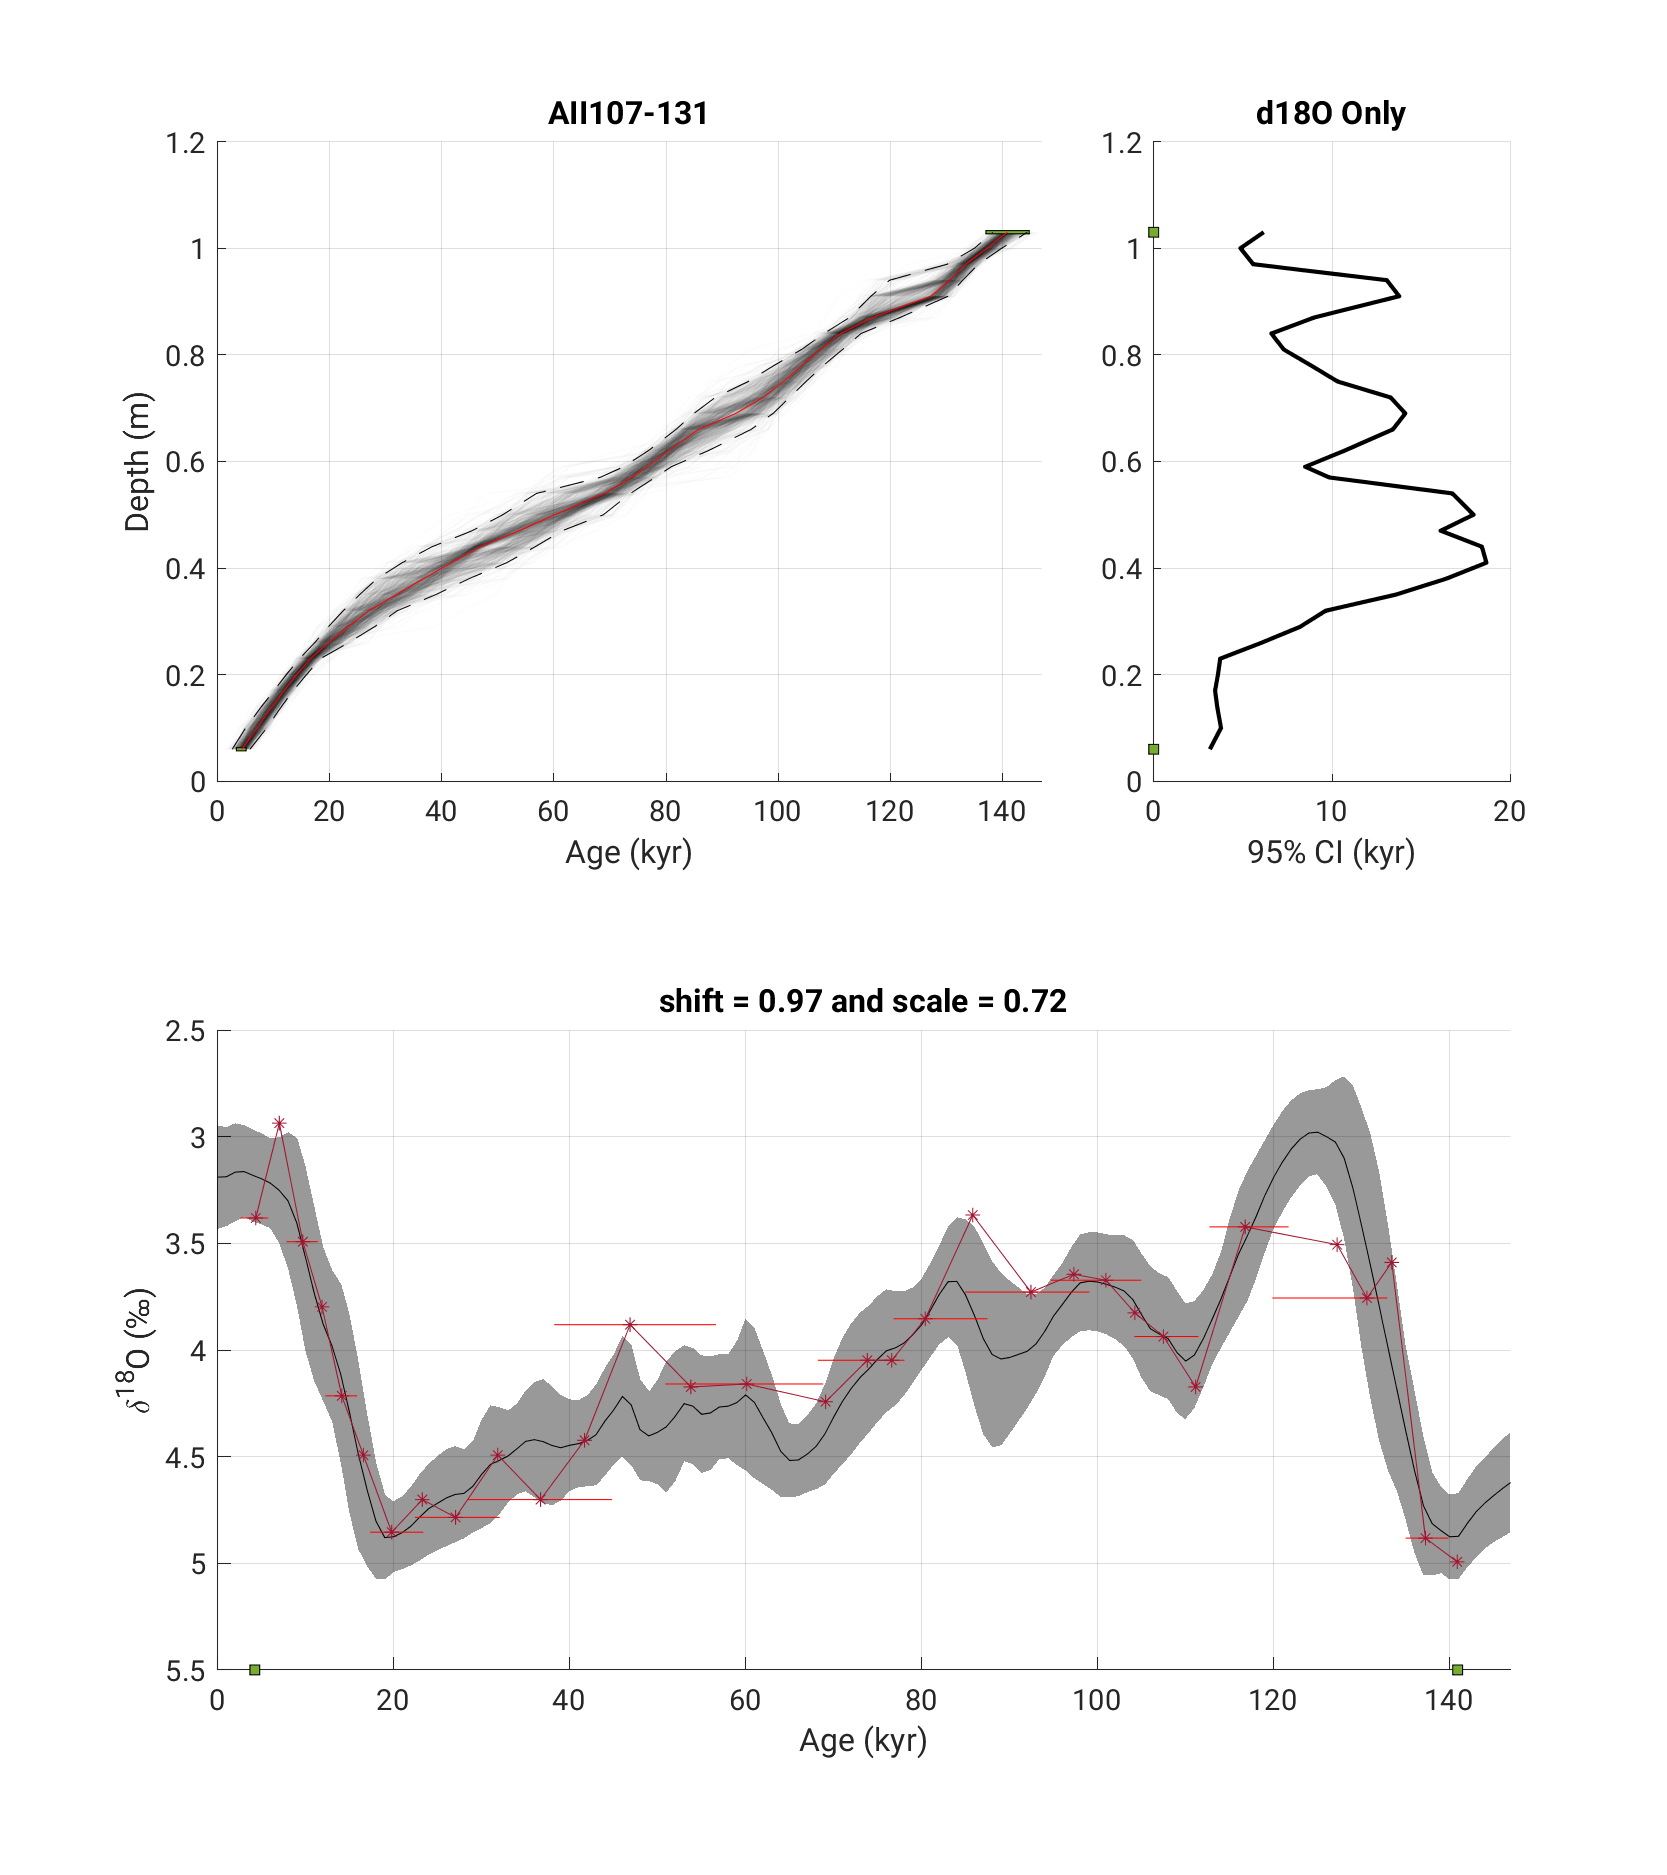 AII107-131
d18O Only
1.2
1
0.8
0.6
0.4
0.2
0
Depth (m)
0 20 40 60 80 100 120 140
Age (kyr)
1.2
1
0.8
0.6
0.4
0.2
0
0 10 20
95% CI (kyr)
shift = 0.97 and scale = 0.72
2.5
3
3.5
4
4.5
5
5.5
δ18O (‰)
0 20 40 60 80 100 120 140
Age (kyr)